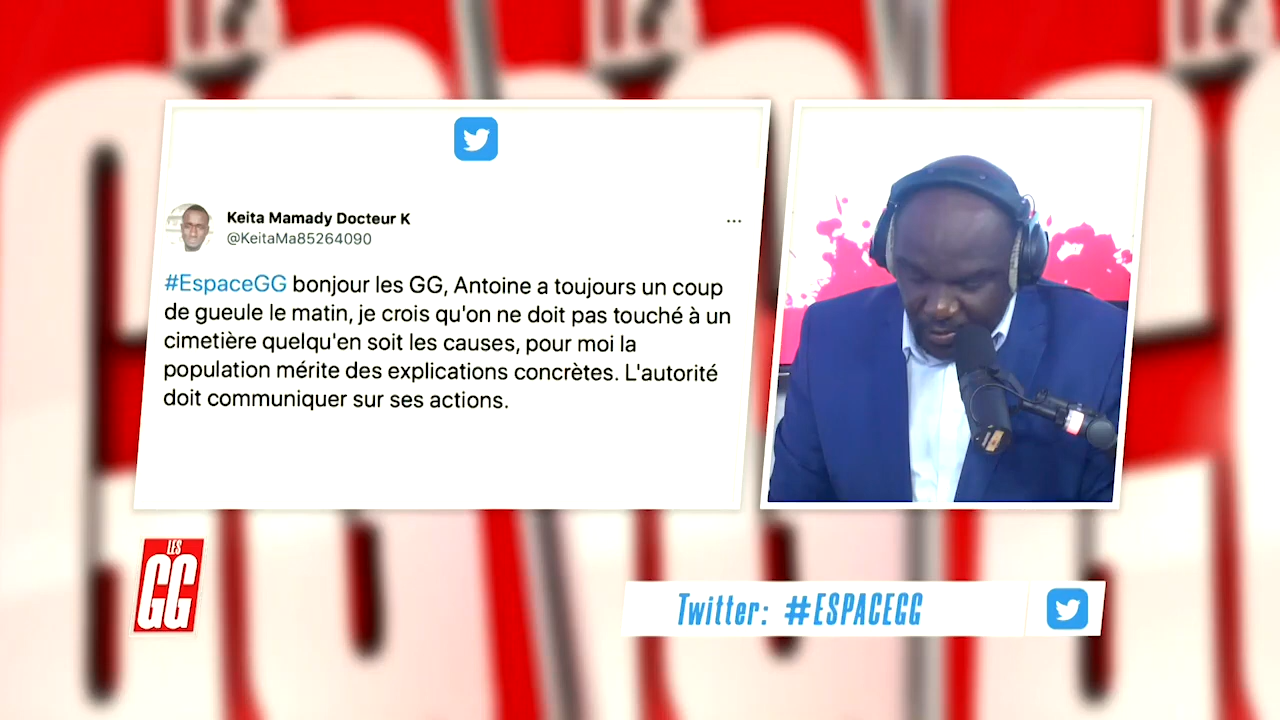 Keita Mamady Docteur K
@KeitaMa85264090
#EspaceGG bonjour les GG, Antoine a toujours un coup
de gueule le matin, je crois qu'on ne doit pas touché à un
cimetière quelqu'en soit les causes, pour moi la
population mérite des explications concrètes. L'autorité
doit communiquer sur ses actions.
LES
GG
Twitter: #ESPACEGG